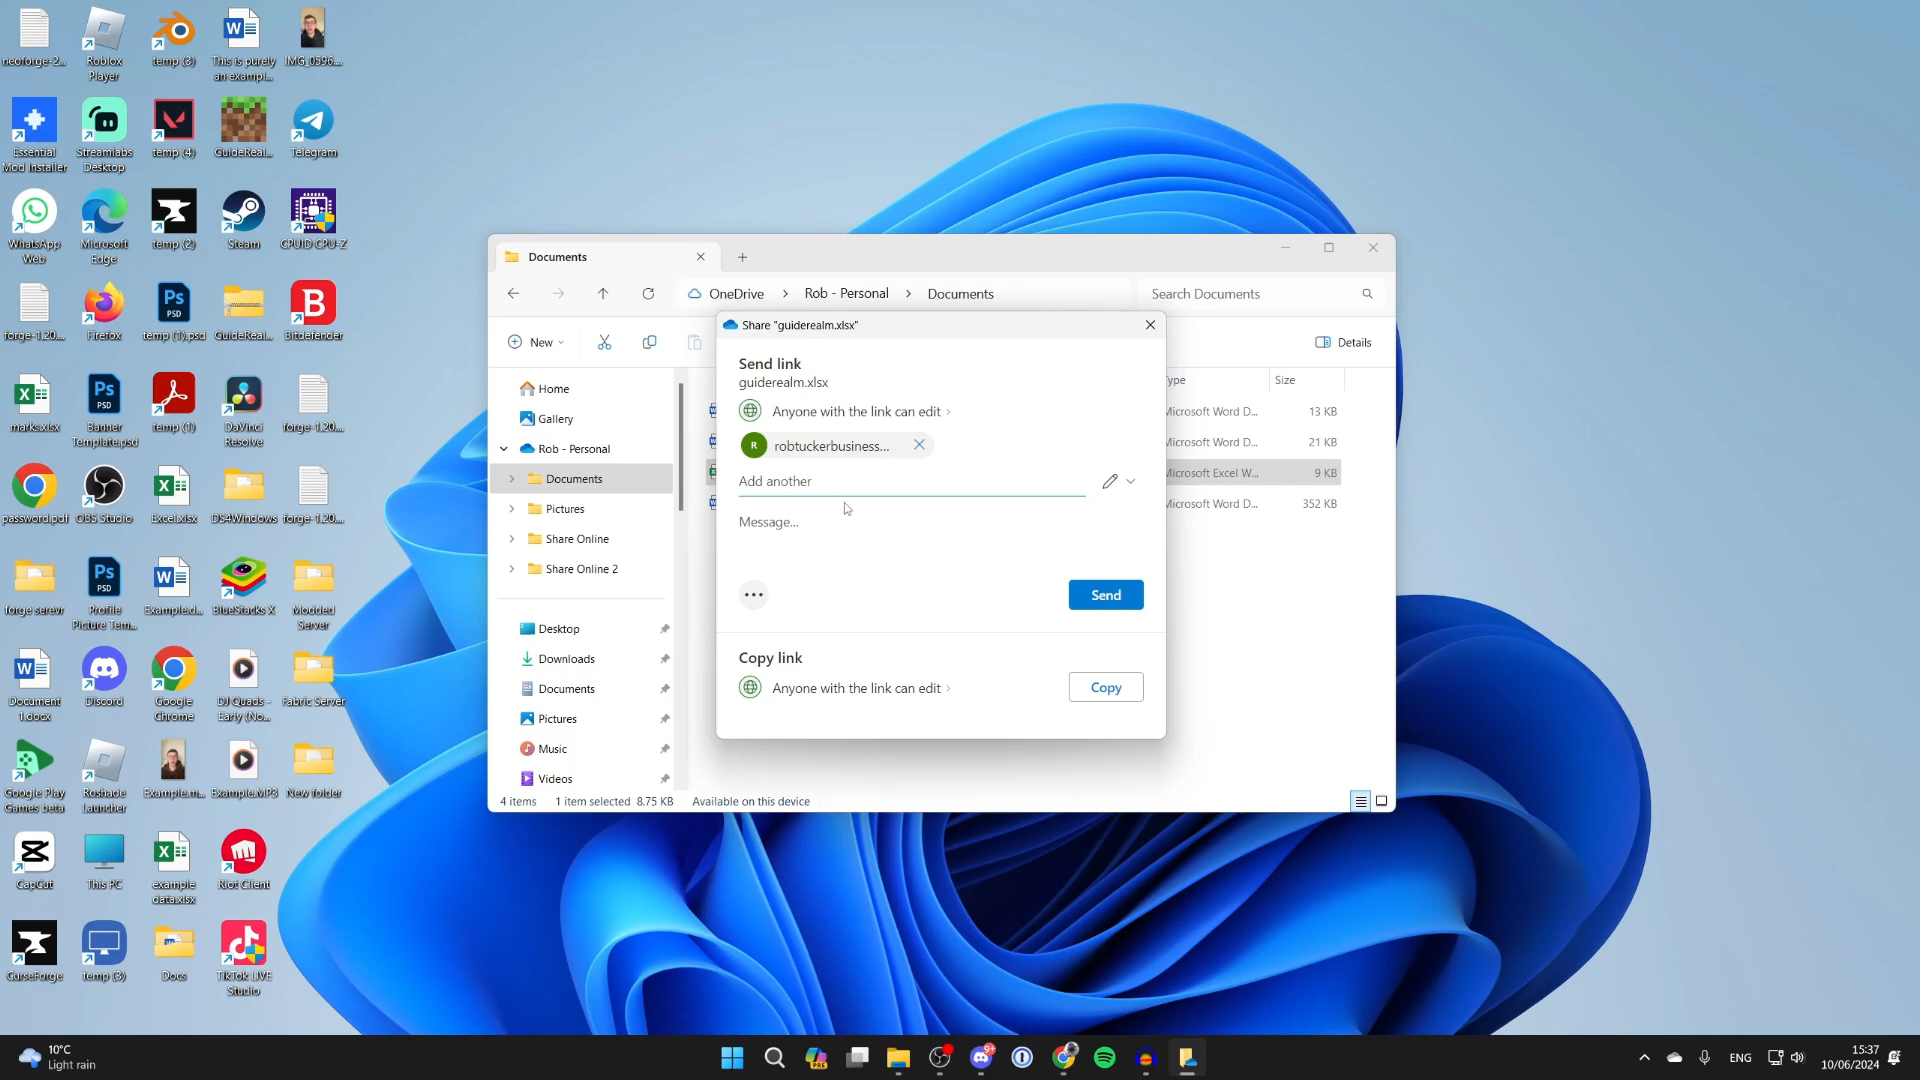 neoforge-2...
Roblox
Player
temp (3)
This is purely
an exampl...
IMG_0596....
Essential
Mod Installer
Streamlabs
Desktop
temp (4)
GuideReal...
Telegram
WhatsApp
Web
Microsoft
Edge
temp (2)
Steam
CPUID CPU-Z
forge-1.20....
Firefox
temp (1).psd
GuideReal...
Bitdefender
marks.xlsx
Banner
Template.psd
temp (1)
DaVinci
Resolve
forge-1.20....
password.pdf
OBS Studio
Excel.xlsx
DS4Windows
forge-1.20....
forge serevr
Profile
Picture Tem...
Example.d...
BlueStacks X
Modded
Server
Document
1.docx
Discord
Google
Chrome
DJ Quads -
Early (No...
Fabric Server
Google Play
Games beta
Roshade
Launcher
Example.m...
Example.MP3
New folder
CapCut
This PC
example
data.xlsx
Riot Client
CurseForge
temp (3)
Docs
TikTok LIVE
Studio
Documents
OneDrive > Rob - Personal > Documents
Search Documents
New
Details
Home
Gallery
Rob - Personal
Documents
Pictures
Share Online
Share Online 2
Desktop
Downloads
Documents
Pictures
Music
Videos
Type
Size
Microsoft Word D...
13 KB
Microsoft Word D...
21 KB
Microsoft Excel W...
9 KB
Microsoft Word D...
352 KB
4 items
1 item selected 8.75 KB
Available on this device
Share "guiderealm.xlsx"
Send link
guiderealm.xlsx
Anyone with the link can edit >
R
robtuckerbusiness...
Add another
Message...
Send
Copy link
Anyone with the link can edit >
Copy
10°C
Light rain
PRE
9+
ENG
15:37
10/06/2024